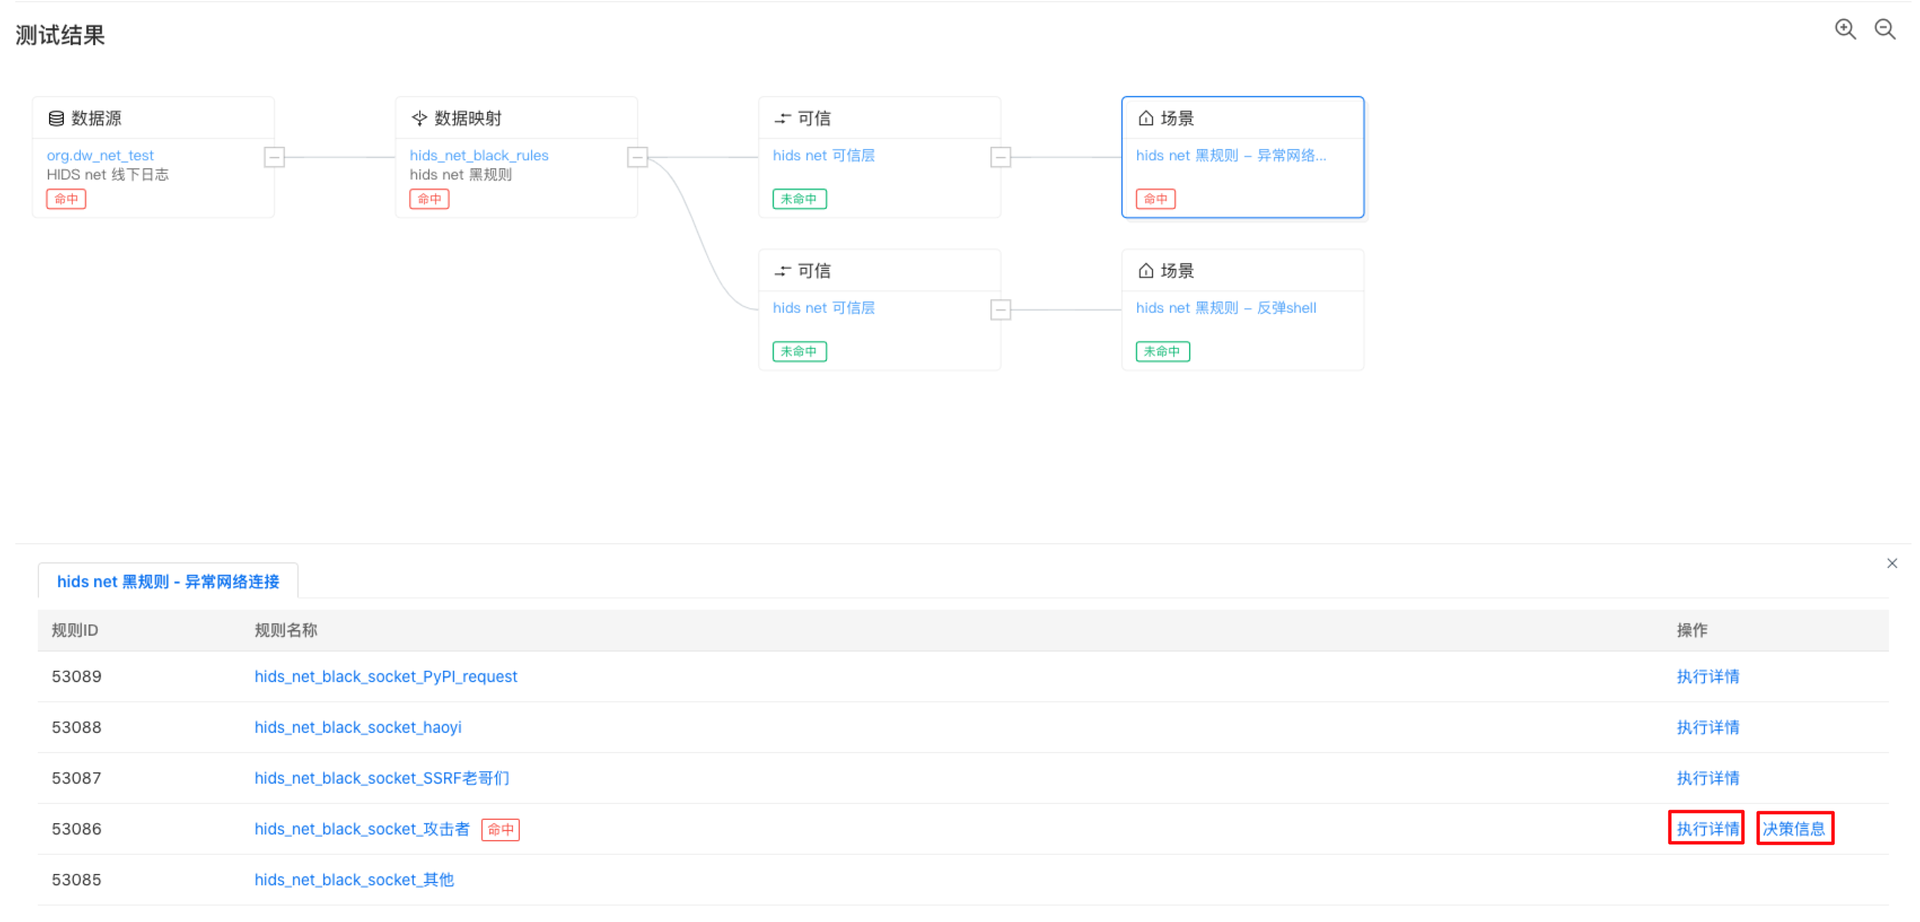 测试结果
数据源
org.dw_net_test
HIDS net 线下日志
命中
数据映射
hids_net_black_rules
hids net 黑规则
命中
可信
hids net 可信层
未命中
场景
hids net 黑规则 – 异常网络...
命中
可信
hids net 可信层
未命中
场景
hids net 黑规则 – 反弹shell
未命中
hids net 黑规则 - 异常网络连接
规则ID 规则名称 操作
53089 hids_net_black_socket_PyPI_request 执行详情
53088 hids_net_black_socket_haoyi 执行详情
53087 hids_net_black_socket_SSRF老哥们 执行详情
53086 hids_net_black_socket_攻击者 命中 执行详情 决策信息
53085 hids_net_black_socket_其他